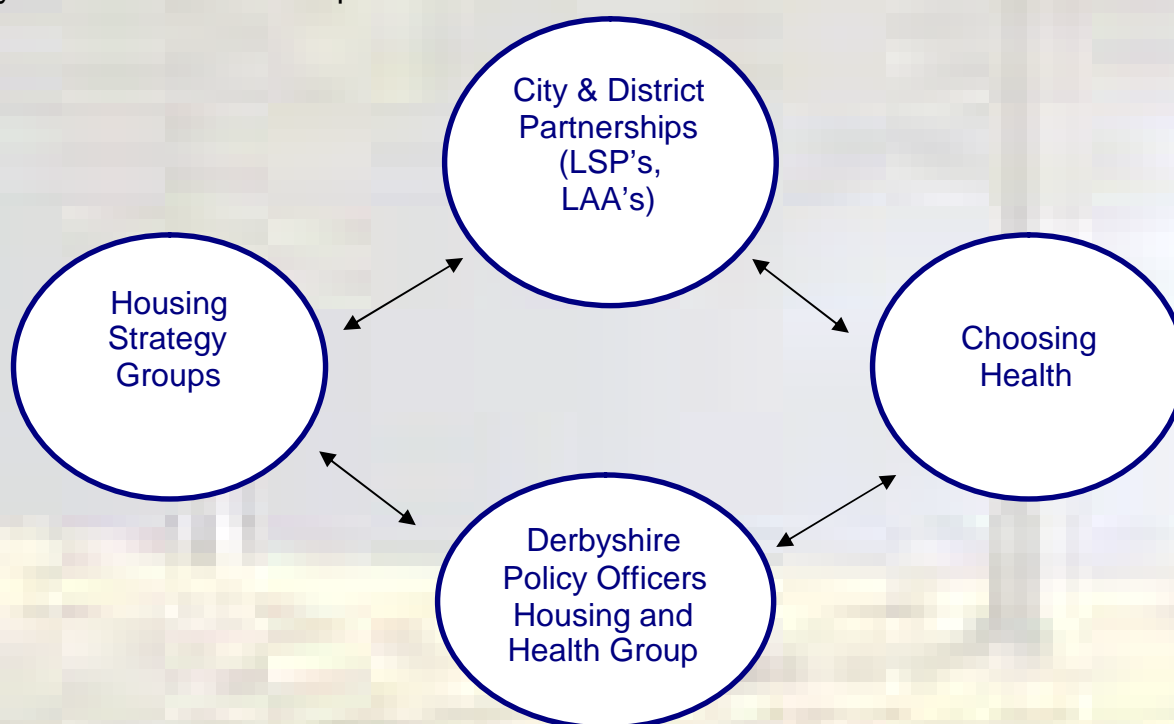 City & District
Partnerships
(LSP's,
LAA's)
Housing
Strategy
Groups
Choosing
Health
Derbyshire
Policy Officers
Housing and
Health Group